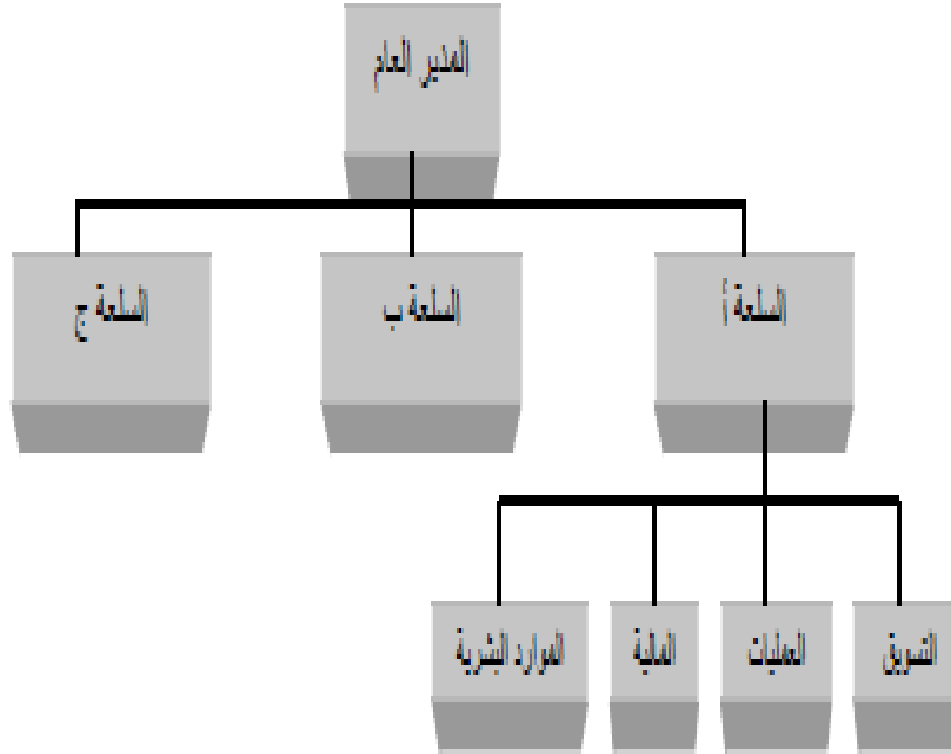 المدير العام
السلعة أ
السلعة ب
السلعة ج
التسويق
العمليات
المالية
الموارد البشرية